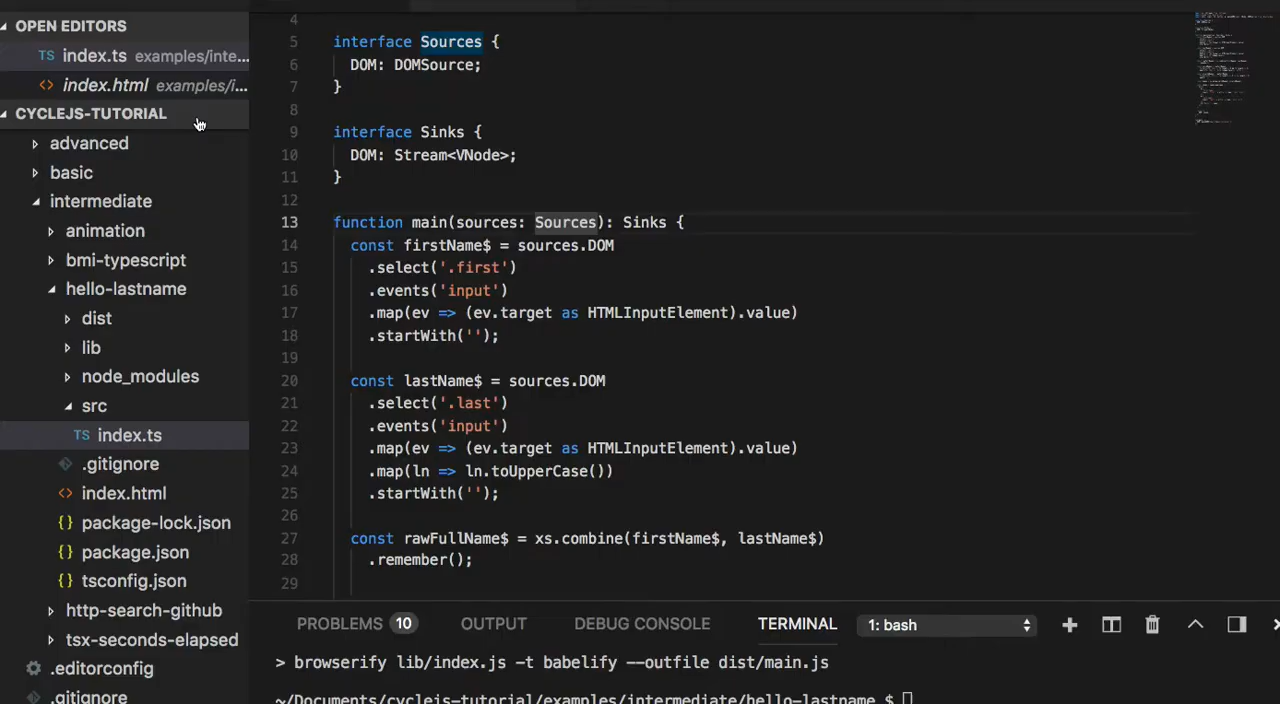 OPEN EDITORS
TS index.ts examples/inte...
<> index.html examples/i...
CYCLEJS-TUTORIAL
advanced
basic
intermediate
animation
bmi-typescript
hello-lastname
dist
lib
node_modules
src
TS index.ts
.gitignore
<> index.html
{} package-lock.json
{} package.json
{} tsconfig.json
http-search-github
tsx-seconds-elapsed
.editorconfig
.gitignore
4
5 interface Sources {
6 DOM: DOMSource;
7 }
8
9 interface Sinks {
10 DOM: Stream<VNode>;
11 }
12
13 function main(sources: Sources): Sinks {
14 const firstName$ = sources.DOM
15 .select('.first')
16 .events('input')
17 .map(ev => (ev.target as HTMLInputElement).value)
18 .startWith('');
19
20 const lastName$ = sources.DOM
21 .select('.last')
22 .events('input')
23 .map(ev => (ev.target as HTMLInputElement).value)
24 .map(ln => ln.toUpperCase())
25 .startWith('');
26
27 const rawFullName$ = xs.combine(firstName$, lastName$)
28 .remember();
29
PROBLEMS 10 OUTPUT DEBUG CONSOLE TERMINAL 1: bash
> browserify lib/index.js -t babelify --outfile dist/main.js
~/Documents/cyclejs-tutorial/examples/intermediate/hello-lastname $